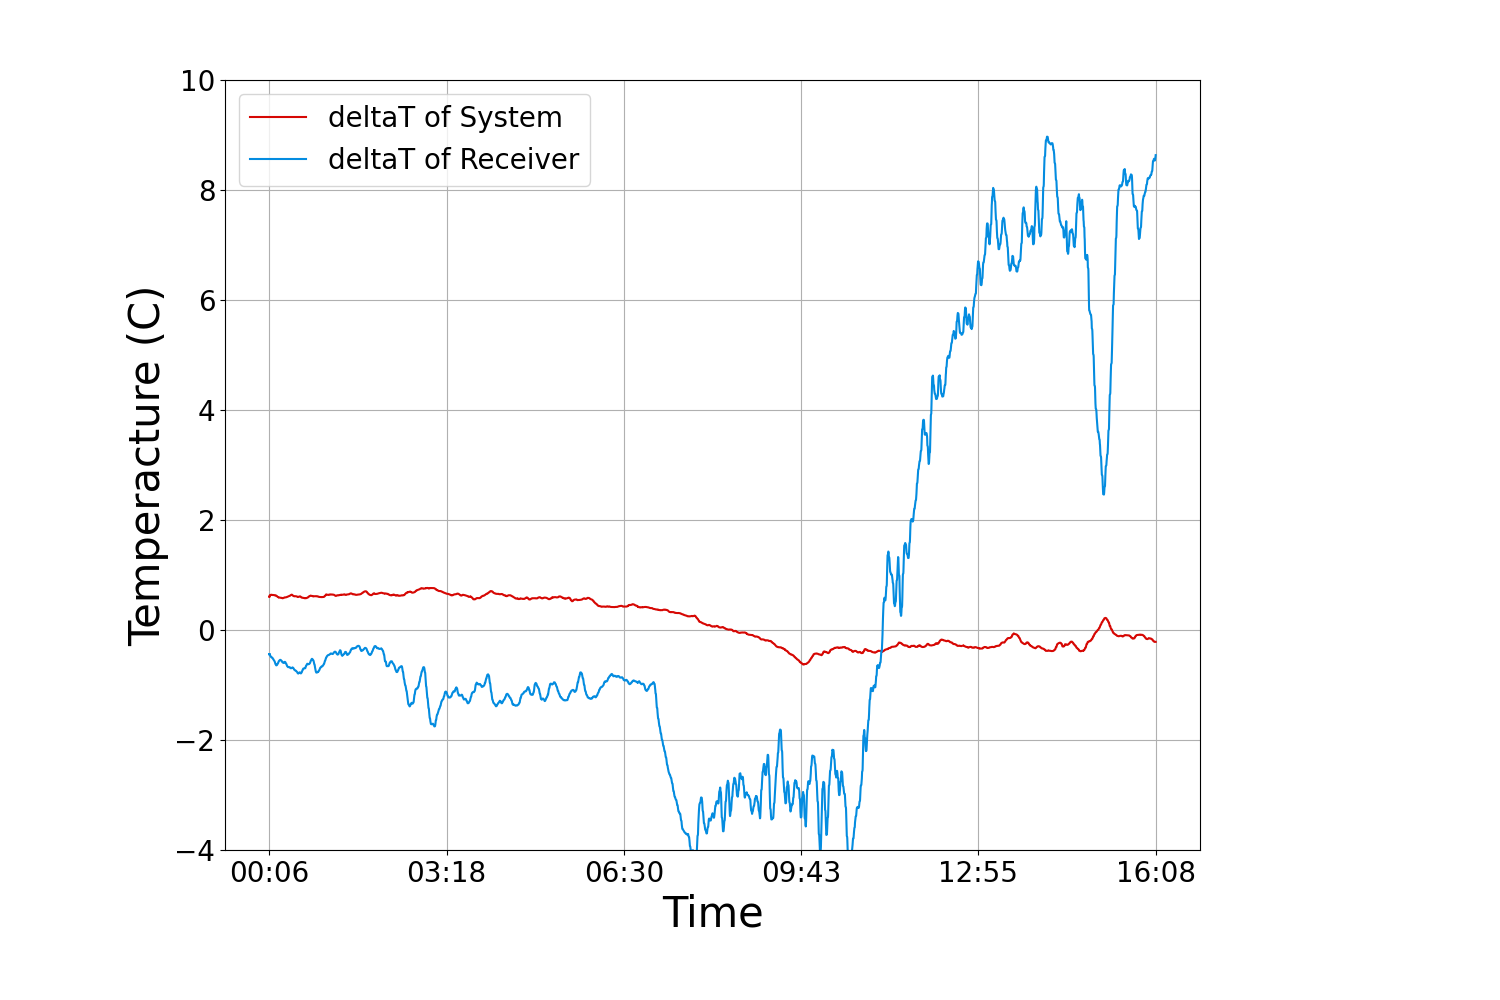 deltaT of System
deltaT of Receiver
10
8
6
4
2
0
−2
−4
Temperacture (C)
00:06 03:18 06:30 09:43 12:55 16:08
Time